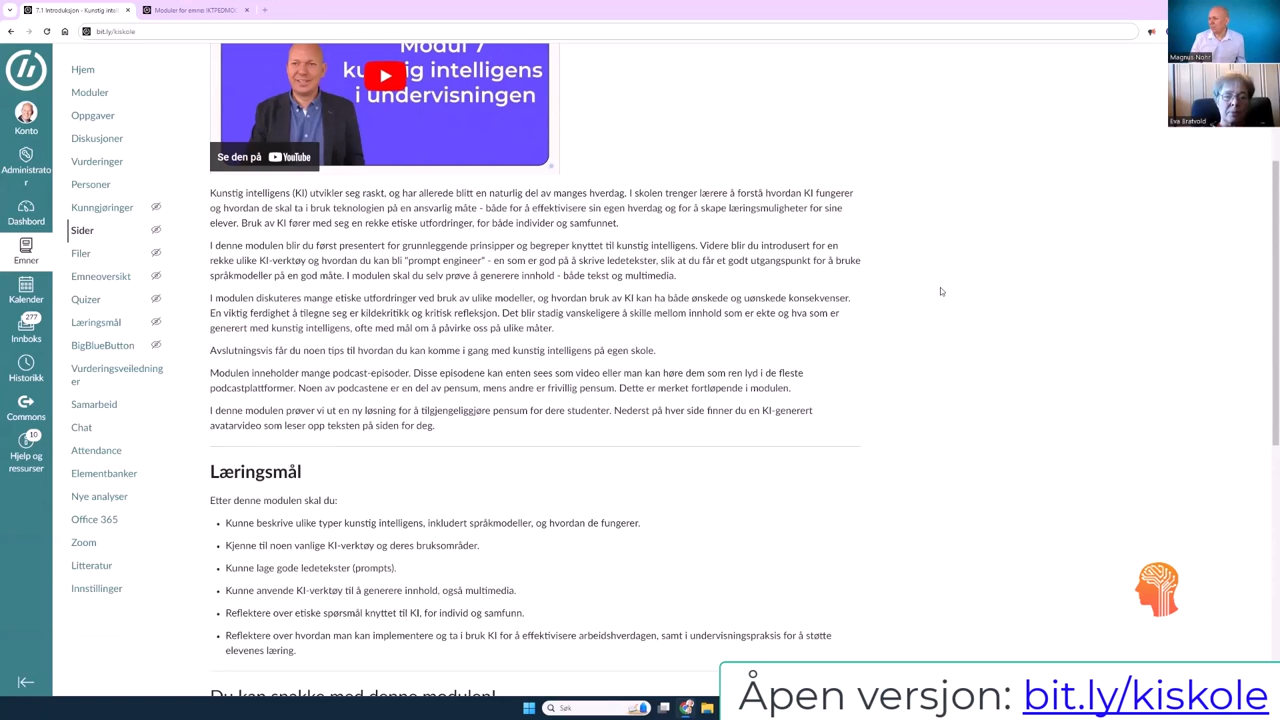 7.1 Introduksjon - Kunstig intel
Moduler for emne: IKTPEDMO
bit.ly/kiskole
Konto
Administrato
r
Dashbord
Emner
Kalender
277
Innboks
Historikk
Commons
10
Hjelp og
ressurser
Hjem
Moduler
Oppgaver
Diskusjoner
Vurderinger
Personer
Kunngjøringer
Sider
Filer
Emneoversikt
Quizer
Læringsmål
BigBlueButton
Vurderingsveilednin­g
er
Samarbeid
Chat
Attendance
Elementbanker
Nye analyser
Office 365
Zoom
Litteratur
Innstillinger
Modul 7
kunstig intelligens
i undervisningen
Se den på YouTube
Kunstig intelligens (KI) utvikler seg raskt, og har allerede blitt en naturlig del av manges hverdag. I skolen trenger lærere å forstå hvordan KI fungerer
og hvordan de skal ta i bruk teknologien på en ansvarlig måte - både for å effektivisere sin egen hverdag og for å skape læringsmuligheter for sine
elever. Bruk av KI fører med seg en rekke etiske utfordringer, for både individer og samfunnet.
I denne modulen blir du først presentert for grunnleggende prinsipper og begreper knyttet til kunstig intelligens. Videre blir du introdusert for en
rekke ulike KI-verktøy og hvordan du kan bli "prompt engineer" - en som er god på å skrive ledetekster, slik at du får et godt utgangspunkt for å bruke
språkmodeller på en god måte. I modulen skal du selv prøve å generere innhold - både tekst og multimedia.
I modulen diskuteres mange etiske utfordringer ved bruk av ulike modeller, og hvordan bruk av KI kan ha både ønskede og uønskede konsekvenser.
En viktig ferdighet å tilegne seg er kildekritikk og kritisk refleksjon. Det blir stadig vanskeligere å skille mellom innhold som er ekte og hva som er
generert med kunstig intelligens, ofte med mål om å påvirke oss på ulike måter.
Avslutningsvis får du noen tips til hvordan du kan komme i gang med kunstig intelligens på egen skole.
Modulen inneholder mange podcast-episoder. Disse episodene kan enten sees som video eller man kan høre dem som ren lyd i de fleste
podcastplattformer. Noen av podcastene er en del av pensum, mens andre er frivillig pensum. Dette er merket fortløpende i modulen.
I denne modulen prøver vi ut en ny løsning for å tilgjengeliggjøre pensum for dere studenter. Nederst på hver side finner du en KI-generert
avatarvideo som leser opp teksten på siden for deg.
Læringsmål
Etter denne modulen skal du:
Kunne beskrive ulike typer kunstig intelligens, inkludert språkmodeller, og hvordan de fungerer.
Kjenne til noen vanlige KI-verktøy og deres bruksområder.
Kunne lage gode ledetekster (prompts).
Kunne anvende KI-verktøy til å generere innhold, også multimedia.
Reflektere over etiske spørsmål knyttet til KI, for individ og samfunn.
Reflektere over hvordan man kan implementere og ta i bruk KI for å effektivisere arbeidshverdagen, samt i undervisningspraksis for å støtte
elevenes læring.
Du kan snakke med denne modulen!
Magnus Nohr
Eva Bratvold
Søk
Åpen versjon: bit.ly/kiskole